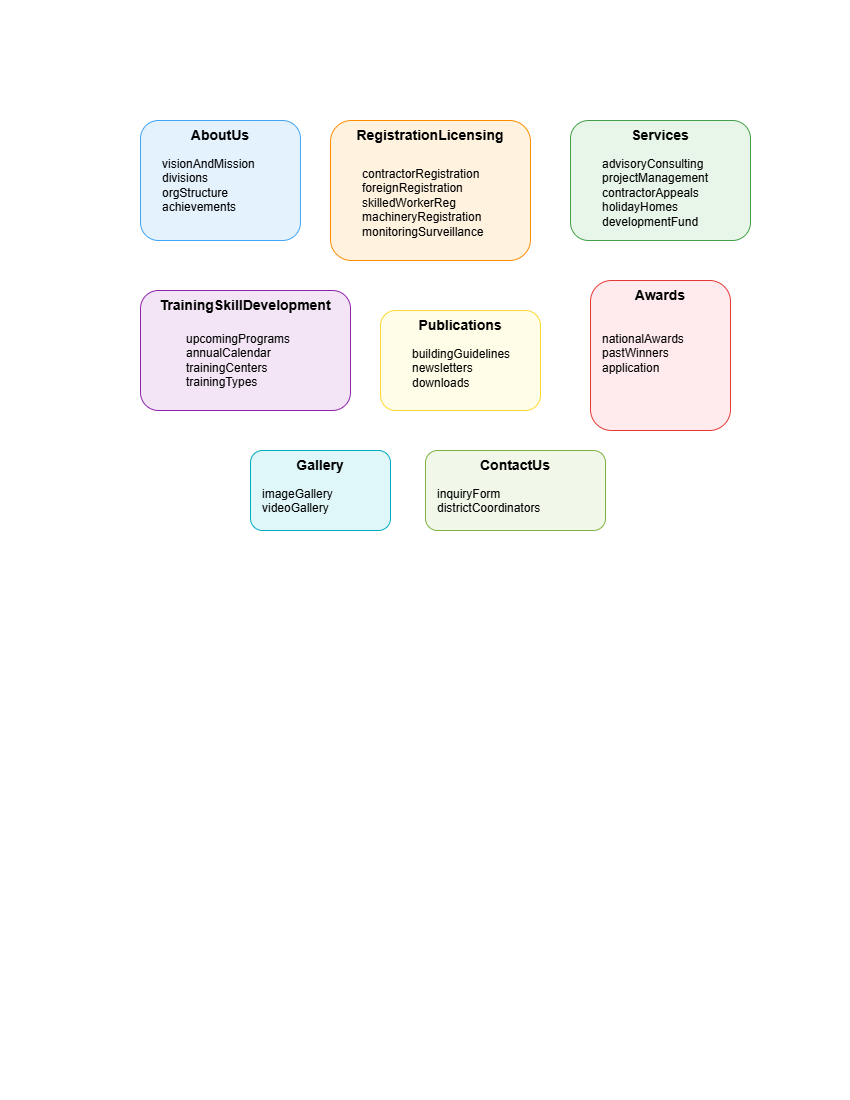 AboutUs
visionAndMission
divisions
orgStructure
achievements
RegistrationLicensing
contractorRegistration
foreignRegistration
skilledWorkerReg
machineryRegistration
monitoringSurveillance
Services
advisoryConsulting
projectManagement
contractorAppeals
holidayHomes
developmentFund
TrainingSkillDevelopment
upcomingPrograms
annualCalendar
trainingCenters
trainingTypes
Publications
buildingGuidelines
newsletters
downloads
Awards
nationalAwards
pastWinners
application
Gallery
imageGallery
videoGallery
ContactUs
inquiryForm
districtCoordinators